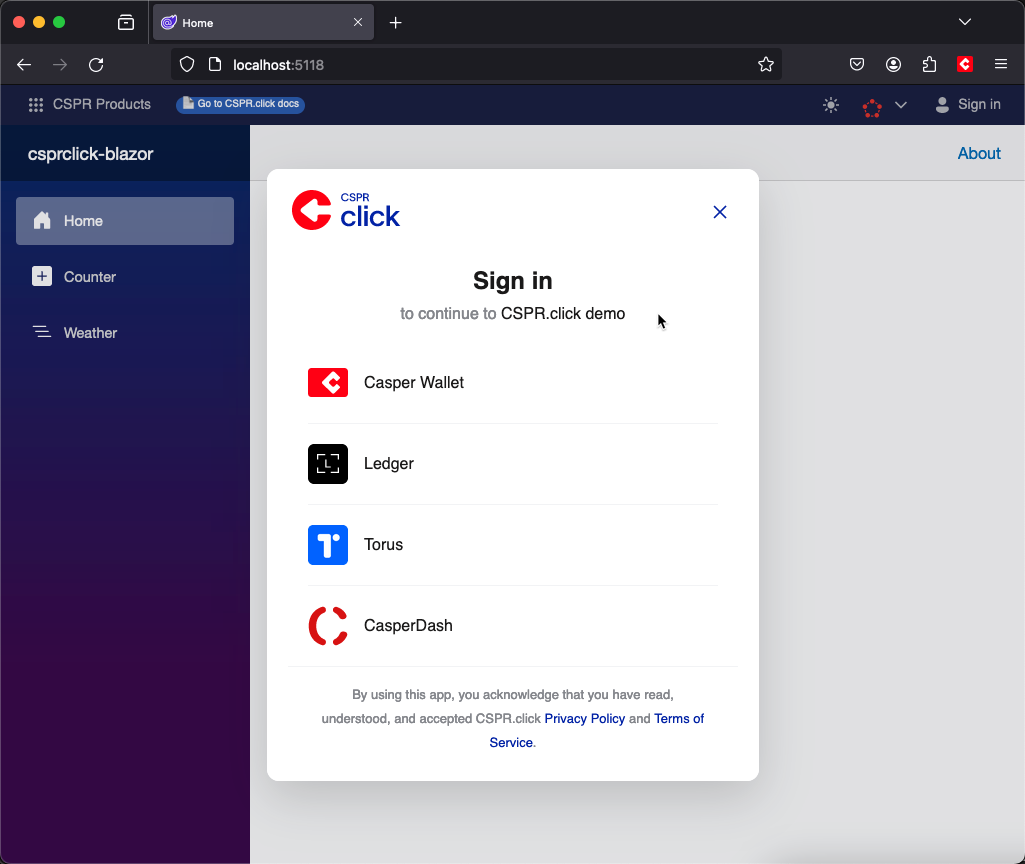 Home
localhost:5118
CSPR Products
Go to CSPR.click docs
Sign in
csprclick-blazor
About
Home
Counter
Weather
CSPR
click
Sign in
to continue to CSPR.click demo
Casper Wallet
L
Ledger
Torus
CasperDash
By using this app, you acknowledge that you have read,
understood, and accepted CSPR.click Privacy Policy and Terms of
Service.